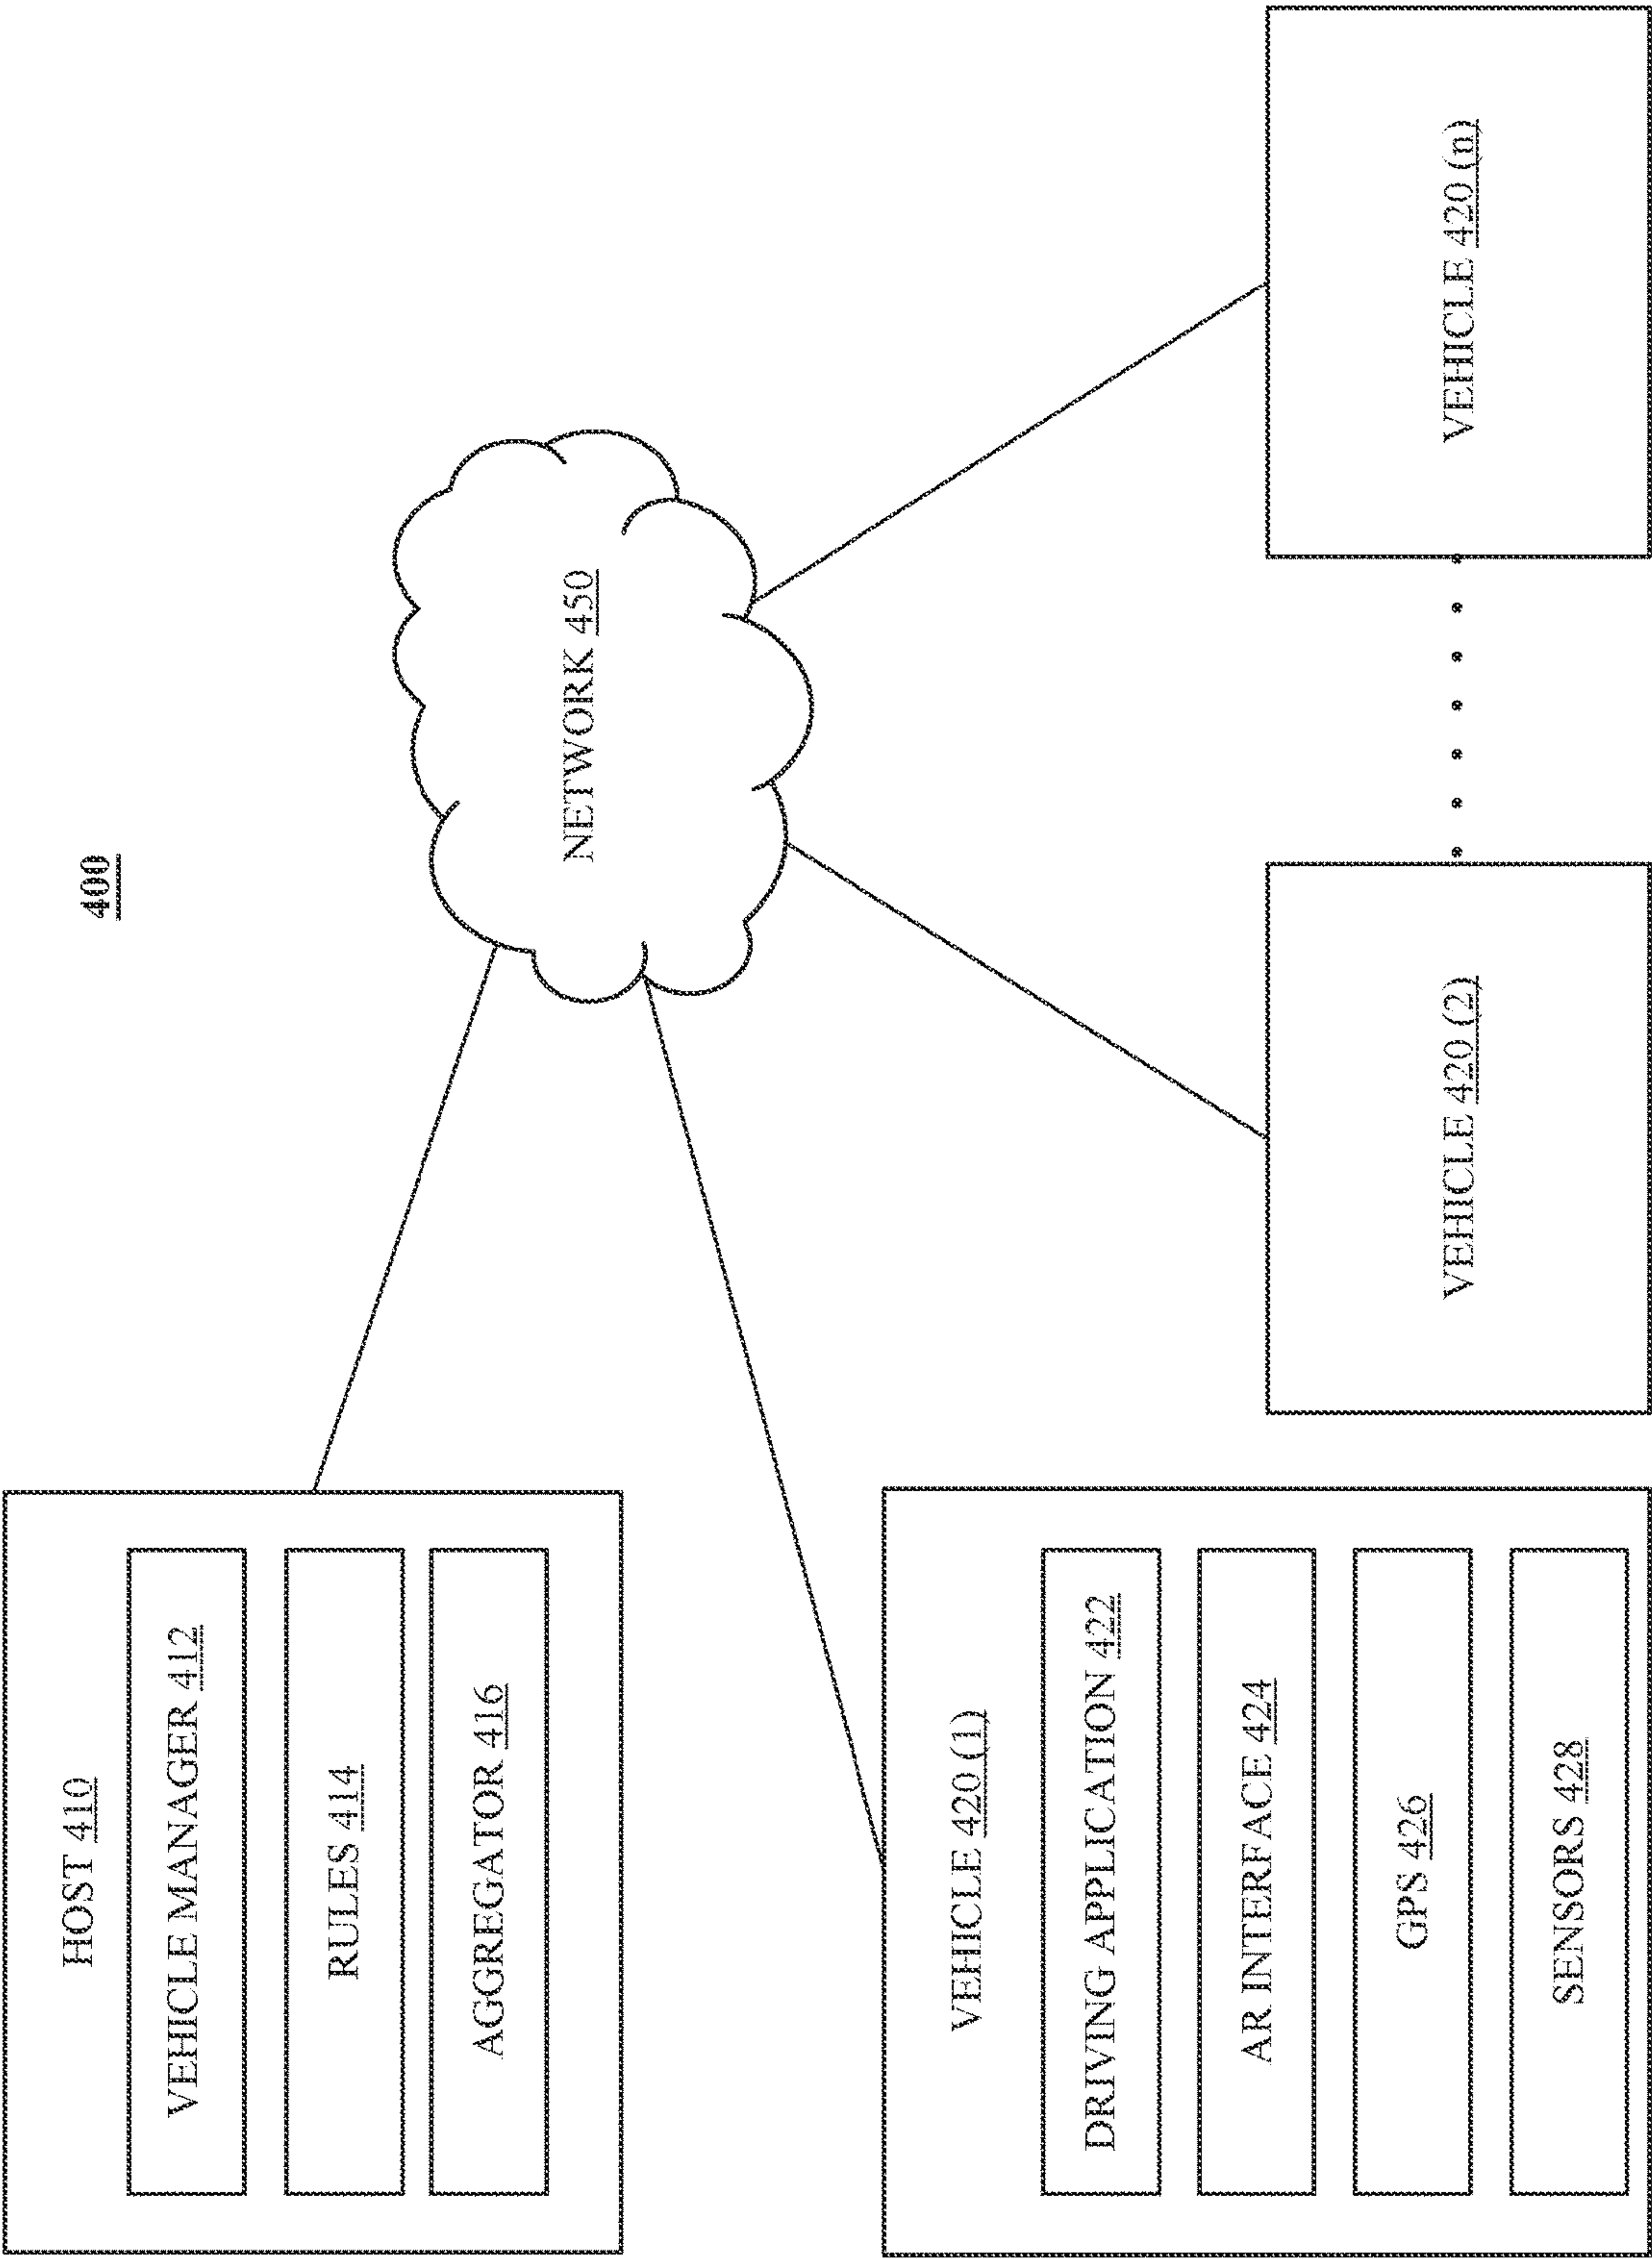 400
HOST 410
VEHICLE MANAGER 412
RULES 414
AGGREGATOR 416
NETWORK 450
VEHICLE 420 (1)
DRIVING APPLICATION 422
AR INTERFACE 424
GPS 426
SENSORS 428
VEHICLE 420 (2)
VEHICLE 420 (n)